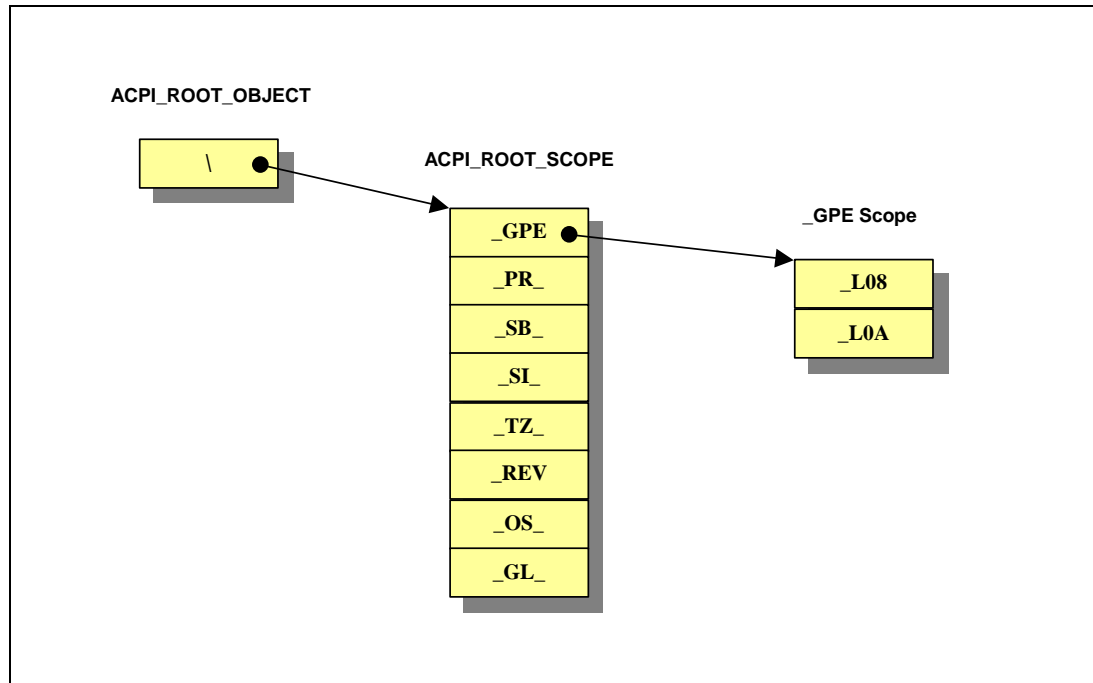 ACPI_ROOT_OBJECT
\
ACPI_ROOT_SCOPE
_GPE
_PR_
_SB_
_SI_
_TZ_
_REV
_OS_
_GL_
_GPE Scope
_L08
_L0A